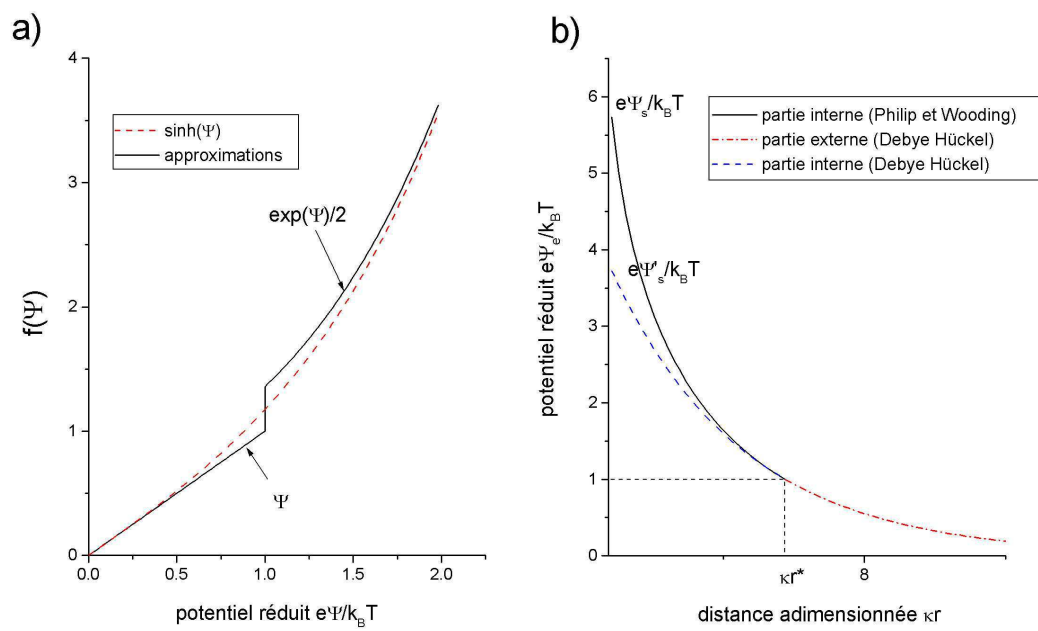 a)
4
3
2
1
0
f(Ψ)
sinh(Ψ)
approximations
exp(Ψ)/2
Ψ
0.0 0.5 1.0 1.5 2.0
potentiel réduit eΨ/k_BT
b)
6
5
4
3
2
1
0
potentiel réduit eΨ_e/k_BT
eΨ_s/k_BT
eΨ'_s/k_BT
partie interne (Philip et Wooding)
partie externe (Debye Hückel)
partie interne (Debye Hückel)
κr* 8
distance adimensionnée κr